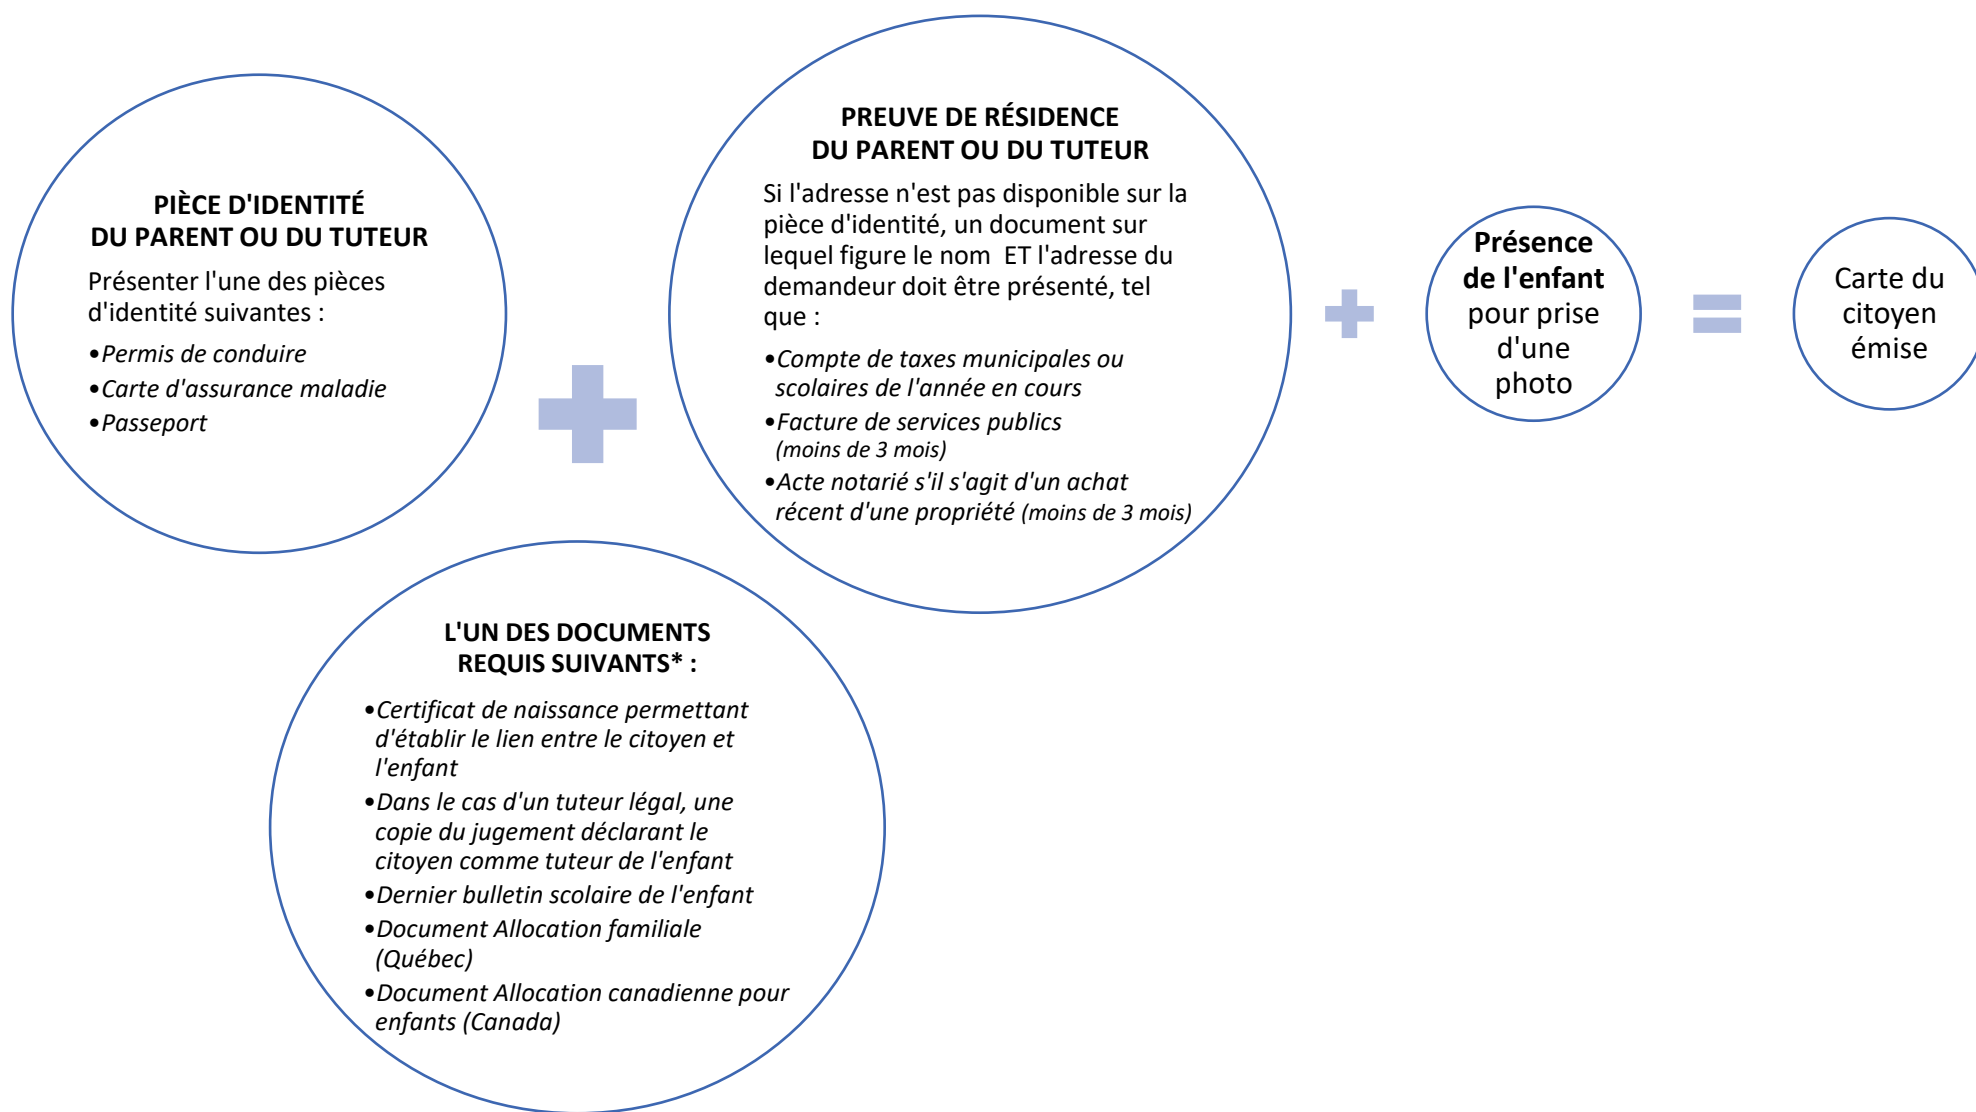 PIÈCE D'IDENTITÉ
DU PARENT OU DU TUTEUR
Présenter l'une des pièces
d'identité suivantes :
•Permis de conduire
•Carte d'assurance maladie
•Passeport
PREUVE DE RÉSIDENCE
DU PARENT OU DU TUTEUR
Si l'adresse n'est pas disponible sur la
pièce d'identité, un document sur
lequel figure le nom ET l'adresse du
demandeur doit être présenté, tel
que :
•Compte de taxes municipales ou
scolaires de l'année en cours
•Facture de services publics
(moins de 3 mois)
•Acte notarié s'il s'agit d'un achat
récent d'une propriété (moins de 3 mois)
Présence
de l'enfant
pour prise
d'une
photo
Carte du
citoyen
émise
L'UN DES DOCUMENTS
REQUIS SUIVANTS* :
•Certificat de naissance permettant
d'établir le lien entre le citoyen et
l'enfant
•Dans le cas d'un tuteur légal, une
copie du jugement déclarant le
citoyen comme tuteur de l'enfant
•Dernier bulletin scolaire de l'enfant
•Document Allocation familiale
(Québec)
•Document Allocation canadienne pour
enfants (Canada)